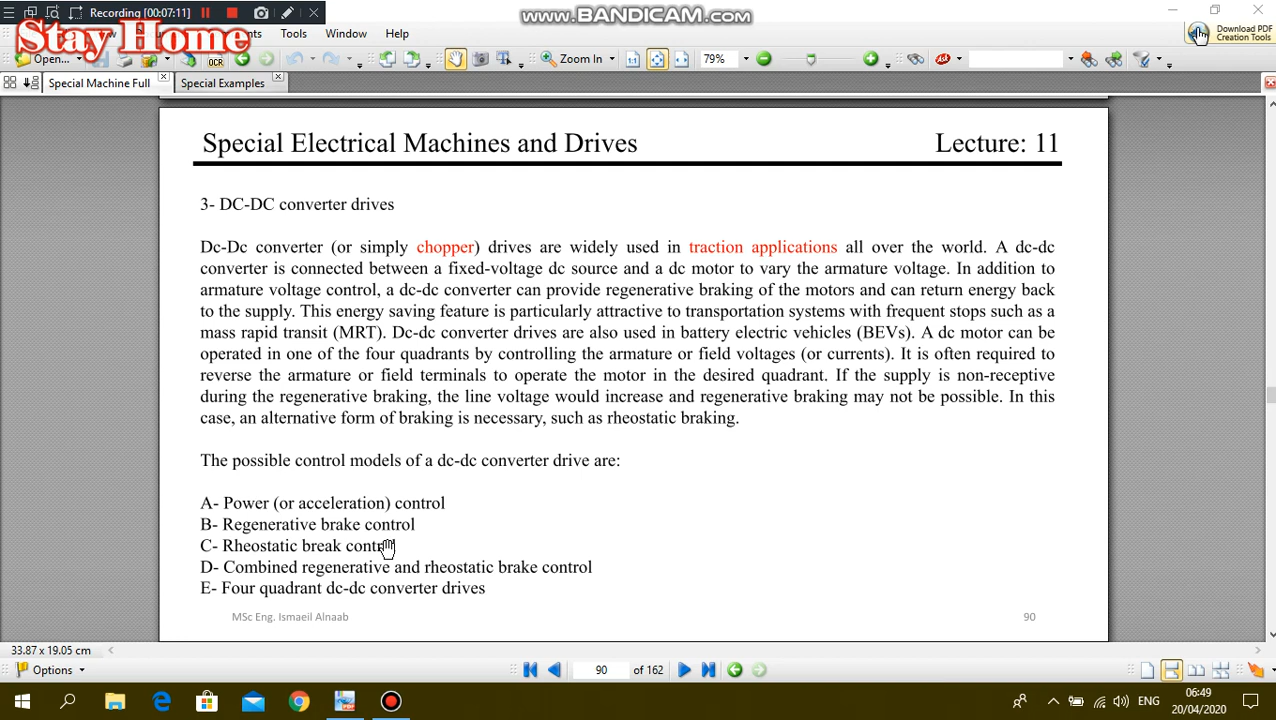 Recording [00:07:11]
www.BANDICAM.com
Stay Home
Tools Window Help
Download PDF Creation Tools
Open...
OCR
Zoom In
79%
Special Machine Full
Special Examples
Special Electrical Machines and Drives Lecture: 11
3- DC-DC converter drives
Dc-Dc converter (or simply chopper) drives are widely used in traction applications all over the world. A dc-dc
converter is connected between a fixed-voltage dc source and a dc motor to vary the armature voltage. In addition to
armature voltage control, a dc-dc converter can provide regenerative braking of the motors and can return energy back
to the supply. This energy saving feature is particularly attractive to transportation systems with frequent stops such as a
mass rapid transit (MRT). Dc-dc converter drives are also used in battery electric vehicles (BEVs). A dc motor can be
operated in one of the four quadrants by controlling the armature or field voltages (or currents). It is often required to
reverse the armature or field terminals to operate the motor in the desired quadrant. If the supply is non-receptive
during the regenerative braking, the line voltage would increase and regenerative braking may not be possible. In this
case, an alternative form of braking is necessary, such as rheostatic braking.
The possible control models of a dc-dc converter drive are:
A- Power (or acceleration) control
B- Regenerative brake control
C- Rheostatic break control
D- Combined regenerative and rheostatic brake control
E- Four quadrant dc-dc converter drives
MSc Eng. Ismaeil Alnaab 90
33.87 x 19.05 cm
Options
90 of 162
ENG
06:49
20/04/2020